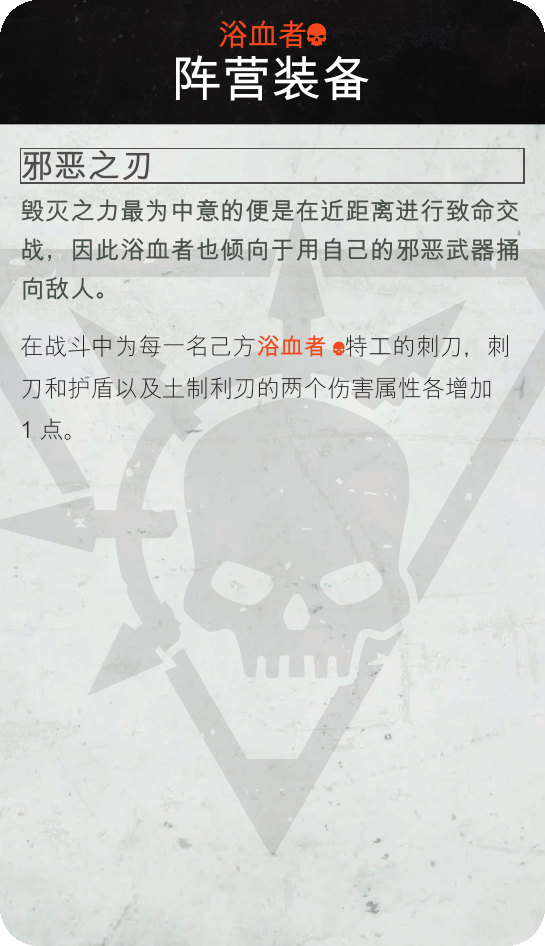 浴血者
阵营装备
邪恶之刃
毁灭之力最为中意的便是在近距离进行致命交
战，因此浴血者也倾向于用自己的邪恶武器捅
向敌人。
在战斗中为每一名己方浴血者特工的刺刀，刺
刀和护盾以及土制利刃的两个伤害属性各增加
1 点。